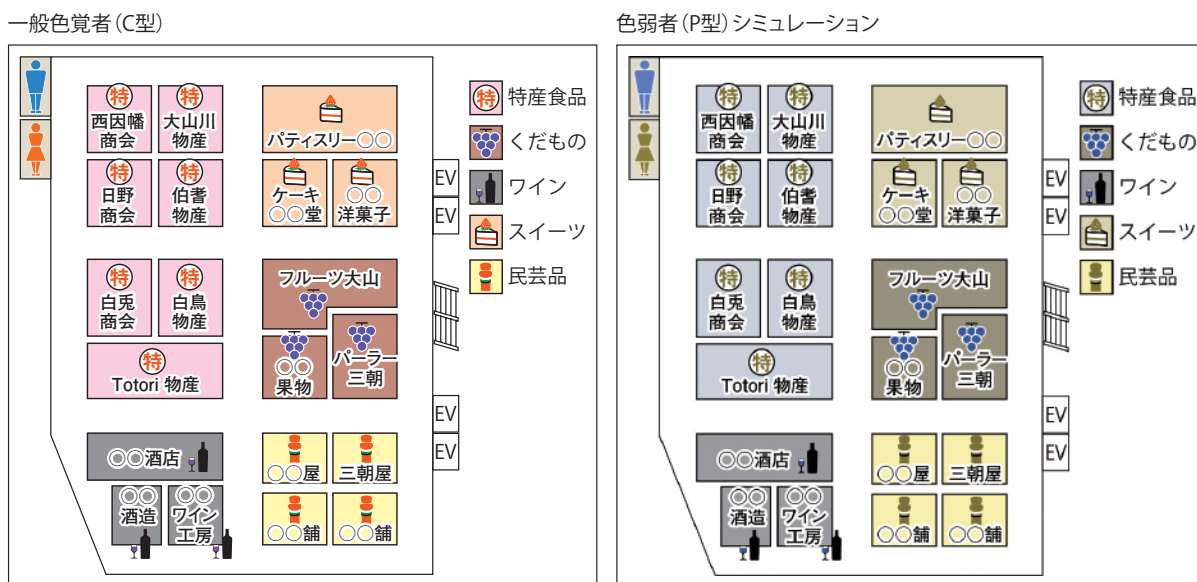 一般色覚者(C型)
特
西因幡
商会
特
大山川
物産
特
日野
商会
特
伯耆
物産
パティスリー○○
ケーキ
○○堂
○○
洋菓子
特
白兎
商会
特
白鳥
物産
特
Totori 物産
フルーツ大山
○○
果物
パーラー
三朝
○○酒店
○○
酒造
○○
ワイン
工房
○○屋
三朝屋
○○舗
○○舗
EV
EV
EV
EV
特 特産食品
くだもの
ワイン
スイーツ
民芸品
色弱者(P型)シミュレーション
特
西因幡
商会
特
大山川
物産
特
日野
商会
特
伯耆
物産
パティスリー○○
ケーキ
○○堂
○○
洋菓子
特
白兎
商会
特
白鳥
物産
特
Totori 物産
フルーツ大山
○○
果物
パーラー
三朝
○○酒店
○○
酒造
○○
ワイン
工房
○○屋
三朝屋
○○舗
○○舗
EV
EV
EV
EV
特 特産食品
くだもの
ワイン
スイーツ
民芸品